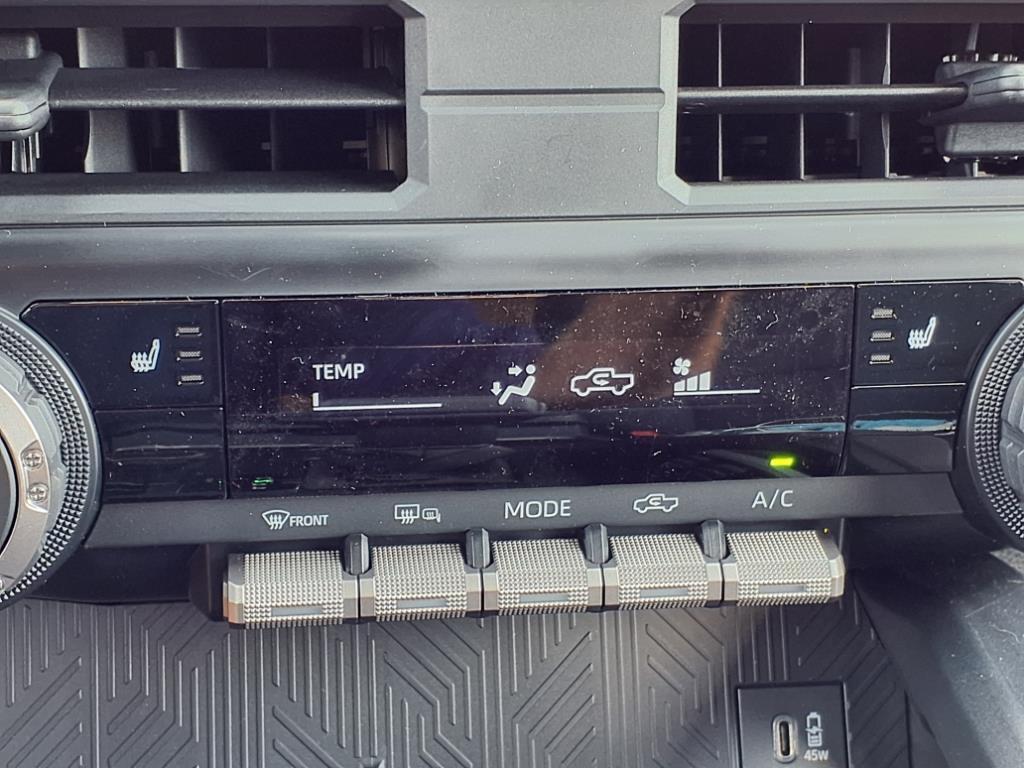 TEMP
FRONT
MODE
A/C
45W